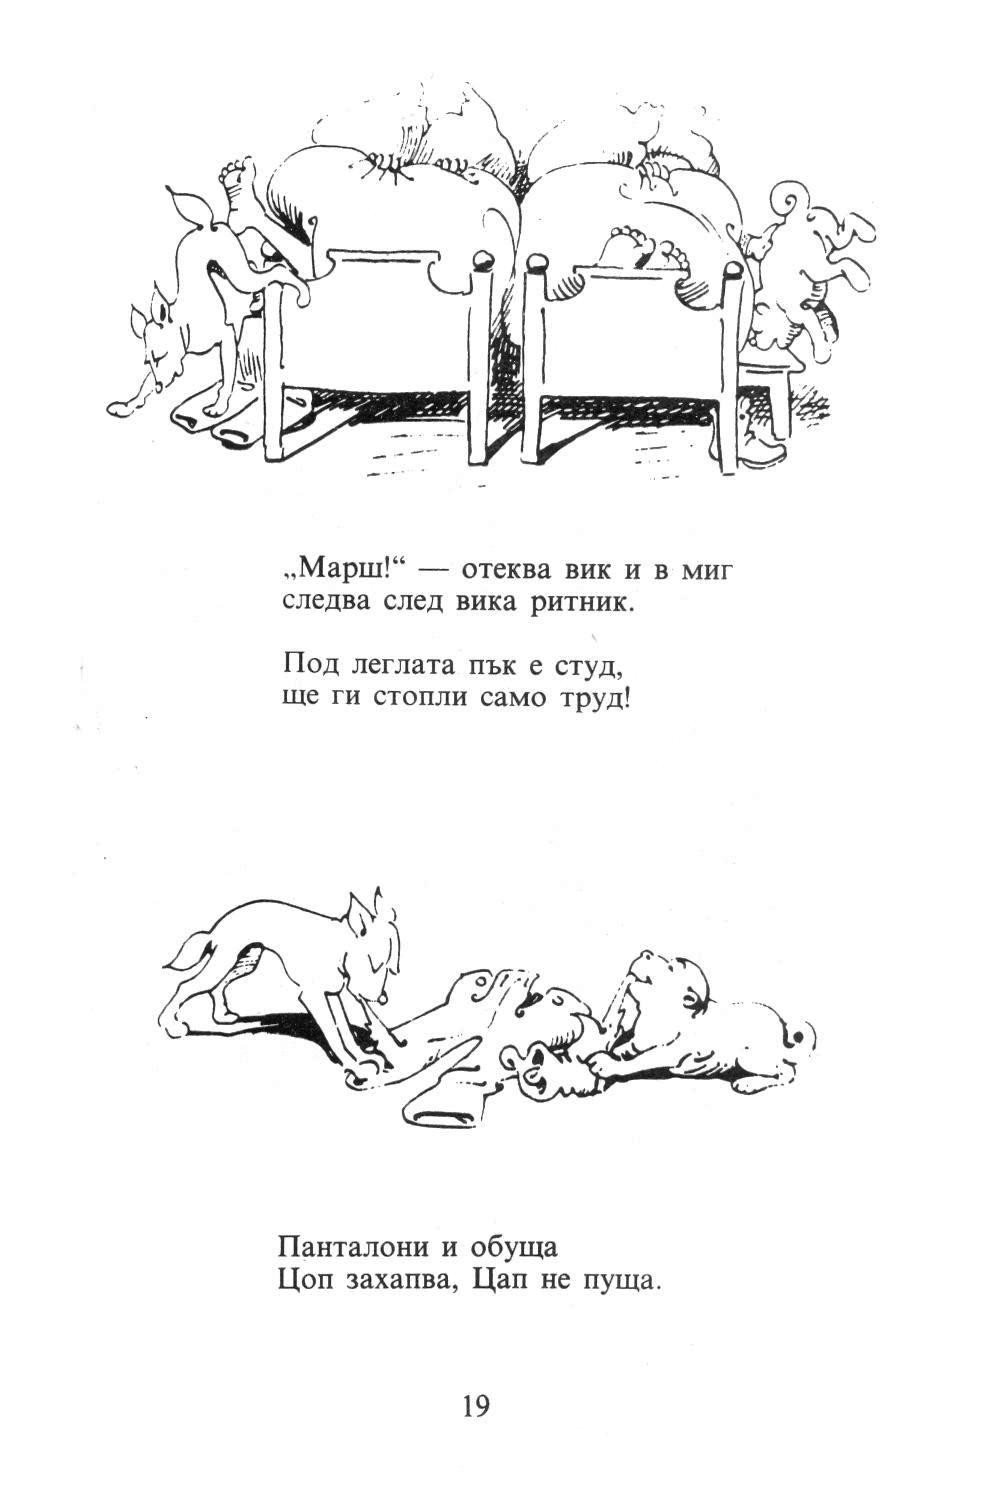 „Марш!“ — отеква вик и в миг
следва след вика ритник.
Под леглата пък е студ,
ще ги стопли само труд!
Панталони и обуща
Цоп захапва, Цап не пуща.
19